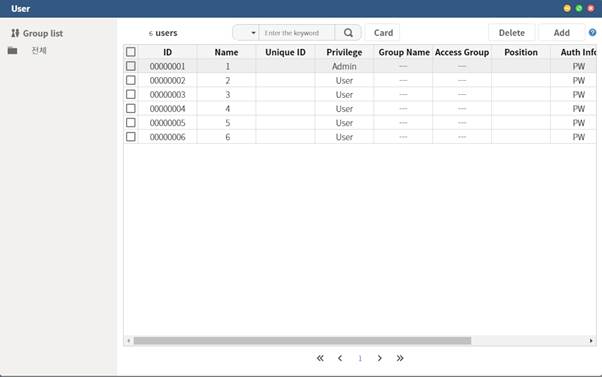 User
Group list
전체
6 users
Enter the keyword
Card
Delete
Add
?
ID Name Unique ID Privilege Group Name Access Group Position Auth Info
00000001 1 Admin --- --- PW
00000002 2 User --- --- PW
00000003 3 User --- --- PW
00000004 4 User --- --- PW
00000005 5 User --- --- PW
00000006 6 User --- --- PW
« < 1 > »